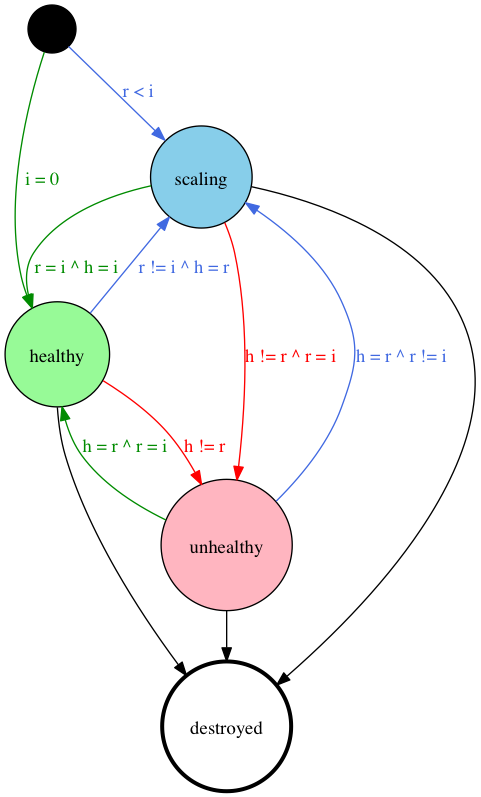 r < i
i = 0
scaling
r = i ^ h = i
r != i ^ h = r
healthy
h != r ^ r = i
h = r ^ r != i
h = r ^ r = i
h != r
unhealthy
destroyed